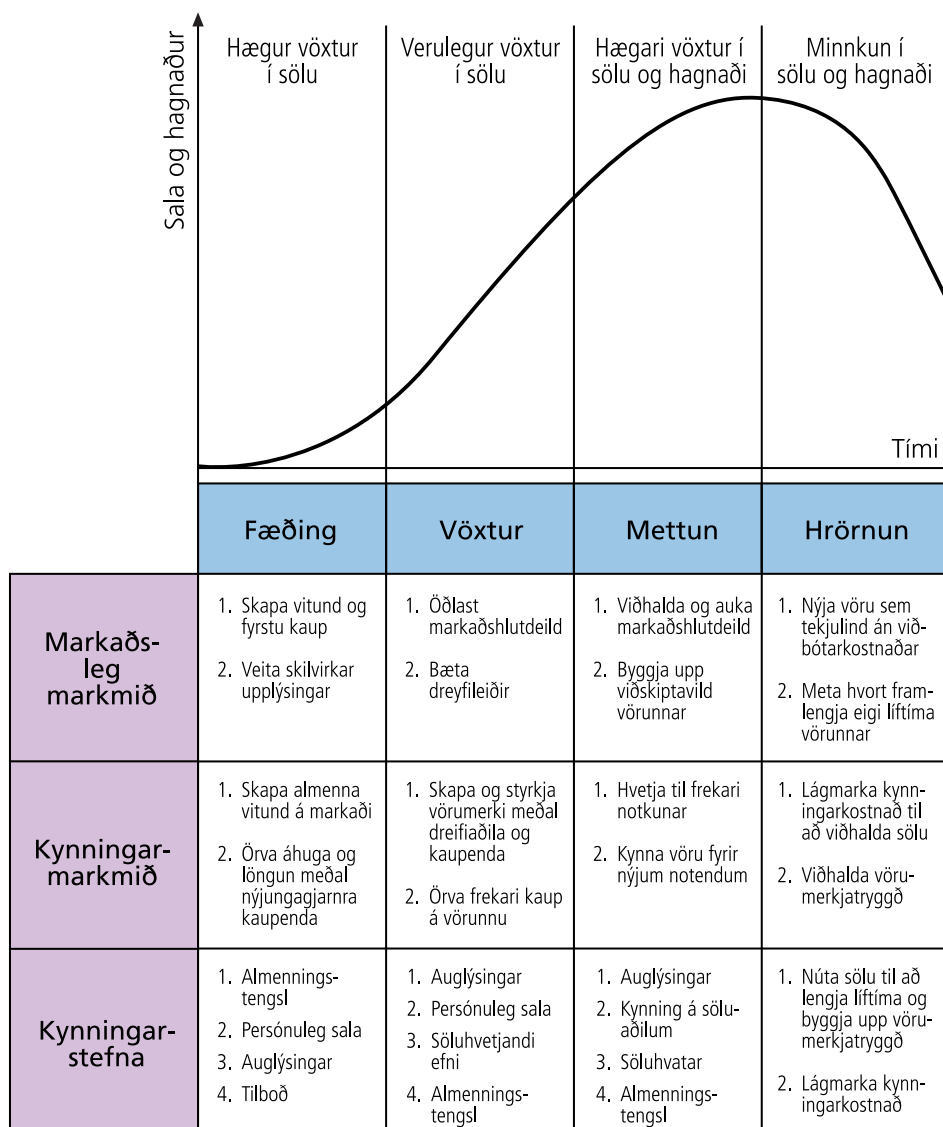 Hægur vöxtur
í sölu
Verulegur vöxtur
í sölu
Hægari vöxtur í
sölu og hagnaði
Minnkun í
sölu og hagnaði
Sala og hagnaður
Tími
Fæðing
Vöxtur
Mettun
Hrörnun
Markaðs-
leg
markmið
1. Skapa vitund og
fyrstu kaup
2. Veita skilvirkar
upplýsingar
1. Öðlast
markaðshlutdeild
2. Bæta
dreyfileiðir
1. Viðhalda og auka
markaðshlutdeild
2. Byggja upp
viðskiptavild
vörunnar
1. Nýja vöru sem
tekjulind án við-
bótarkostnaðar
2. Meta hvort fram-
lengja eigi líftíma
vörunnar
Kynningar-
markmið
1. Skapa almenna
vitund á markaði
2. Örva áhuga og
löngun meðal
nýjungagjarnra
kaupenda
1. Skapa og styrkja
vörumerki meðal
dreifiaðila og
kaupenda
2. Örva frekari kaup
á vörunnu
1. Hvetja til frekari
notkunar
2. Kynna vöru fyrir
nýjum notendum
1. Lágmarka kynn-
ingarkostnað til
að viðhalda sölu
2. Viðhalda vöru-
merkjatryggð
Kynningar-
stefna
1. Almennings-
tengsl
2. Persónuleg sala
3. Auglýsingar
4. Tilboð
1. Auglýsingar
2. Persónuleg sala
3. Söluhvetjandi
efni
4. Almennings-
tengsl
1. Auglýsingar
2. Kynning á sölu-
aðilum
3. Söluhvatar
4. Almennings-
tengsl
1. Núta sölu til að
lengja líftíma og
byggja upp vöru-
merkjatryggð
2. Lágmarka kynn-
ingarkostnað